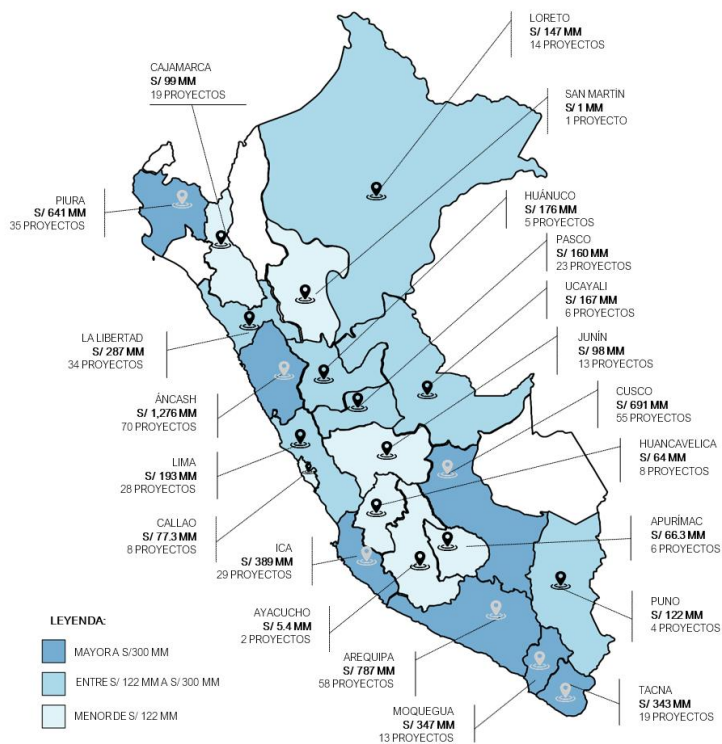 LORETO
S/ 147 MM
14 PROYECTOS
CAJAMARCA
S/ 99 MM
19 PROYECTOS
SAN MARTÍN
S/ 1 MM
1 PROYECTO
PIURA
S/ 641 MM
35 PROYECTOS
HUÁNUCO
S/ 176 MM
5 PROYECTOS
PASCO
S/ 160 MM
23 PROYECTOS
UCAYALI
S/ 167 MM
6 PROYECTOS
LA LIBERTAD
S/ 287 MM
34 PROYECTOS
JUNÍN
S/ 98 MM
13 PROYECTOS
ÁNCASH
S/ 1,276 MM
70 PROYECTOS
CUSCO
S/ 691 MM
55 PROYECTOS
HUANCAVELICA
S/ 64 MM
8 PROYECTOS
LIMA
S/ 193 MM
28 PROYECTOS
CALLAO
S/ 77.3 MM
8 PROYECTOS
APURÍMAC
S/ 66.3 MM
6 PROYECTOS
ICA
S/ 389 MM
29 PROYECTOS
PUNO
S/ 122 MM
4 PROYECTOS
AYACUCHO
S/ 5.4 MM
2 PROYECTOS
AREQUIPA
S/ 787 MM
58 PROYECTOS
TACNA
S/ 343 MM
19 PROYECTOS
MOQUEGUA
S/ 347 MM
13 PROYECTOS
LEYENDA:
MAYOR A S/300 MM
ENTRE S/ 122 MM A S/ 300 MM
MENOR DE S/ 122 MM